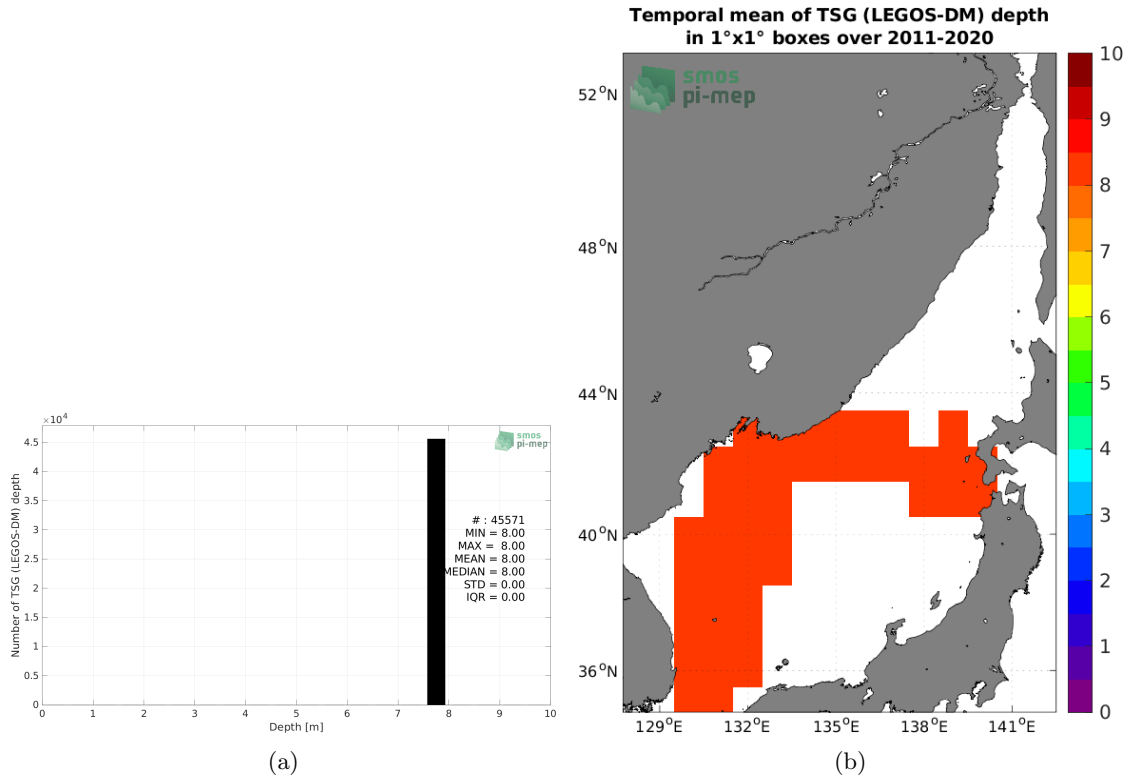 ×10⁴
4.5
4
3.5
3
2.5
2
1.5
1
0.5
0
Number of TSG (LEGOS-DM) depth
smos
pi-mep
# : 45571
MIN = 8.00
MAX = 8.00
MEAN = 8.00
MEDIAN = 8.00
STD = 0.00
IQR = 0.00
0 1 2 3 4 5 6 7 8 9 10
Depth [m]
(a)
Temporal mean of TSG (LEGOS-DM) depth
in 1°x1° boxes over 2011-2020
smos
pi-mep
52°N
48°N
44°N
40°N
36°N
129°E 132°E 135°E 138°E 141°E
10
9
8
7
6
5
4
3
2
1
0
(b)